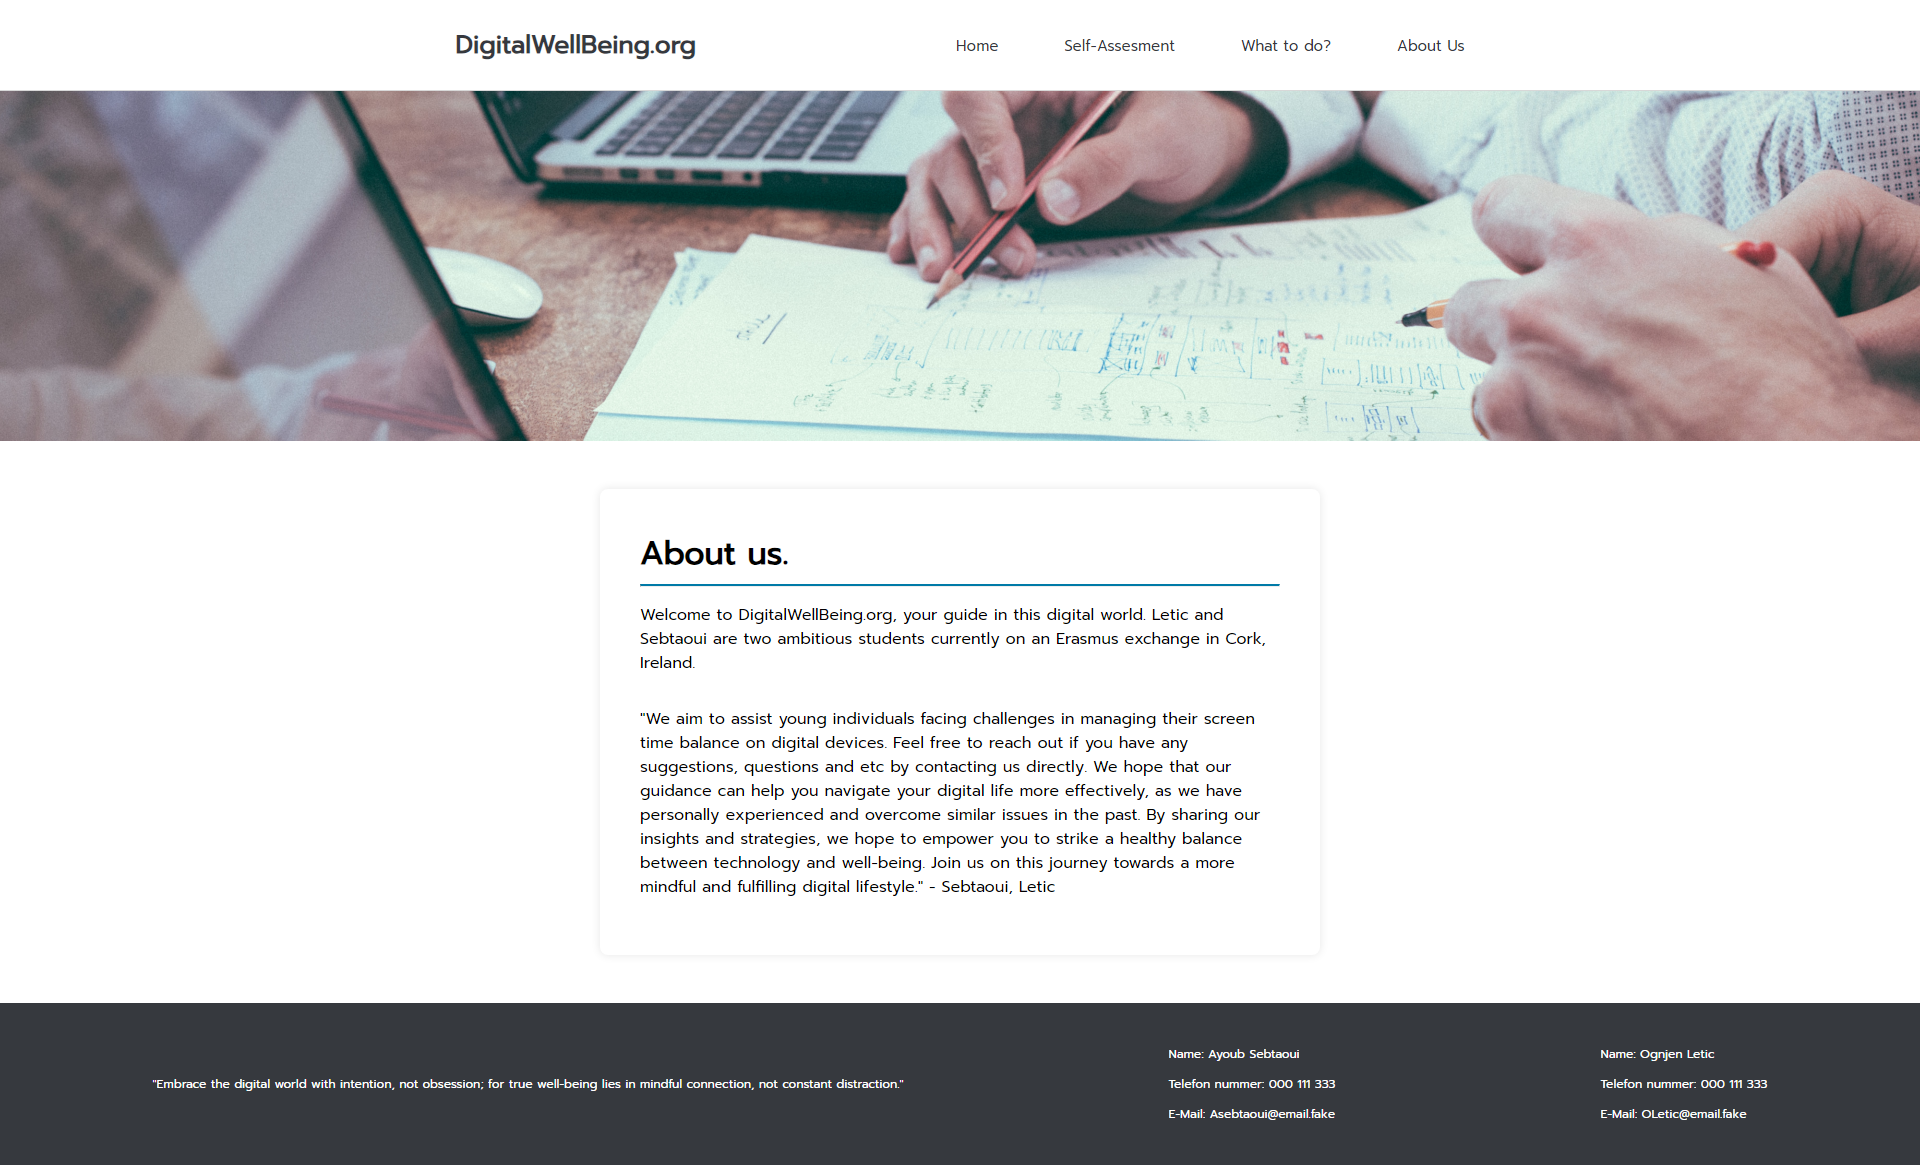 DigitalWellBeing.org
Home
Self-Assesment
What to do?
About Us
About us.
Welcome to DigitalWellBeing.org, your guide in this digital world. Letic and
Sebtaoui are two ambitious students currently on an Erasmus exchange in Cork,
Ireland.
"We aim to assist young individuals facing challenges in managing their screen
time balance on digital devices. Feel free to reach out if you have any
suggestions, questions and etc by contacting us directly. We hope that our
guidance can help you navigate your digital life more effectively, as we have
personally experienced and overcome similar issues in the past. By sharing our
insights and strategies, we hope to empower you to strike a healthy balance
between technology and well-being. Join us on this journey towards a more
mindful and fulfilling digital lifestyle." - Sebtaoui, Letic
"Embrace the digital world with intention, not obsession; for true well-being lies in mindful connection, not constant distraction."
Name: Ayoub Sebtaoui
Telefon nummer: 000 111 333
E-Mail: Asebtaoui@email.fake
Name: Ognjen Letic
Telefon nummer: 000 111 333
E-Mail: OLetic@email.fake